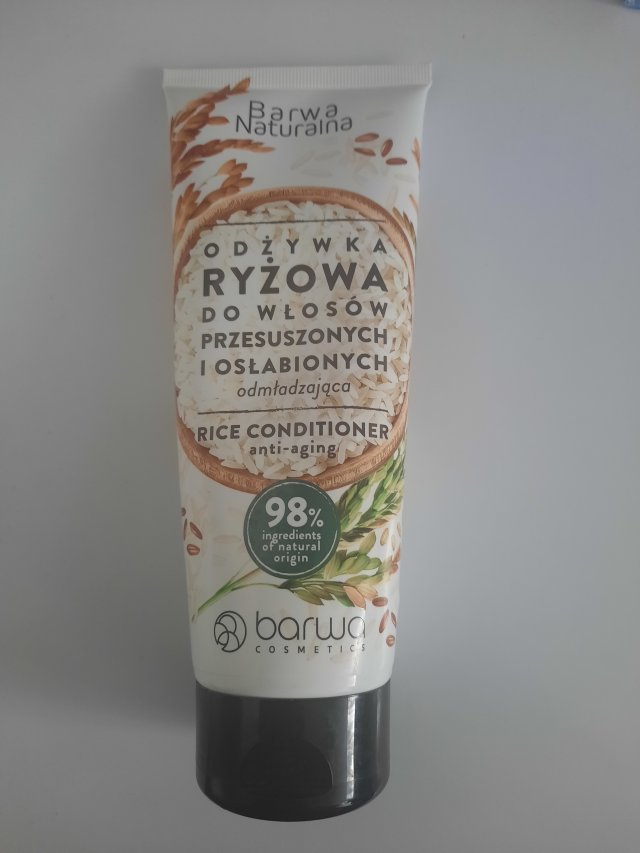 Barwa
Naturalna
ODŻYWKA
RYŻOWA
DO WŁOSÓW
PRZESUSZONYCH
I OSŁABIONYCH
odmładzająca
RICE CONDITIONER
anti-aging
98%
ingredients
of natural
origin
barwa
COSMETICS